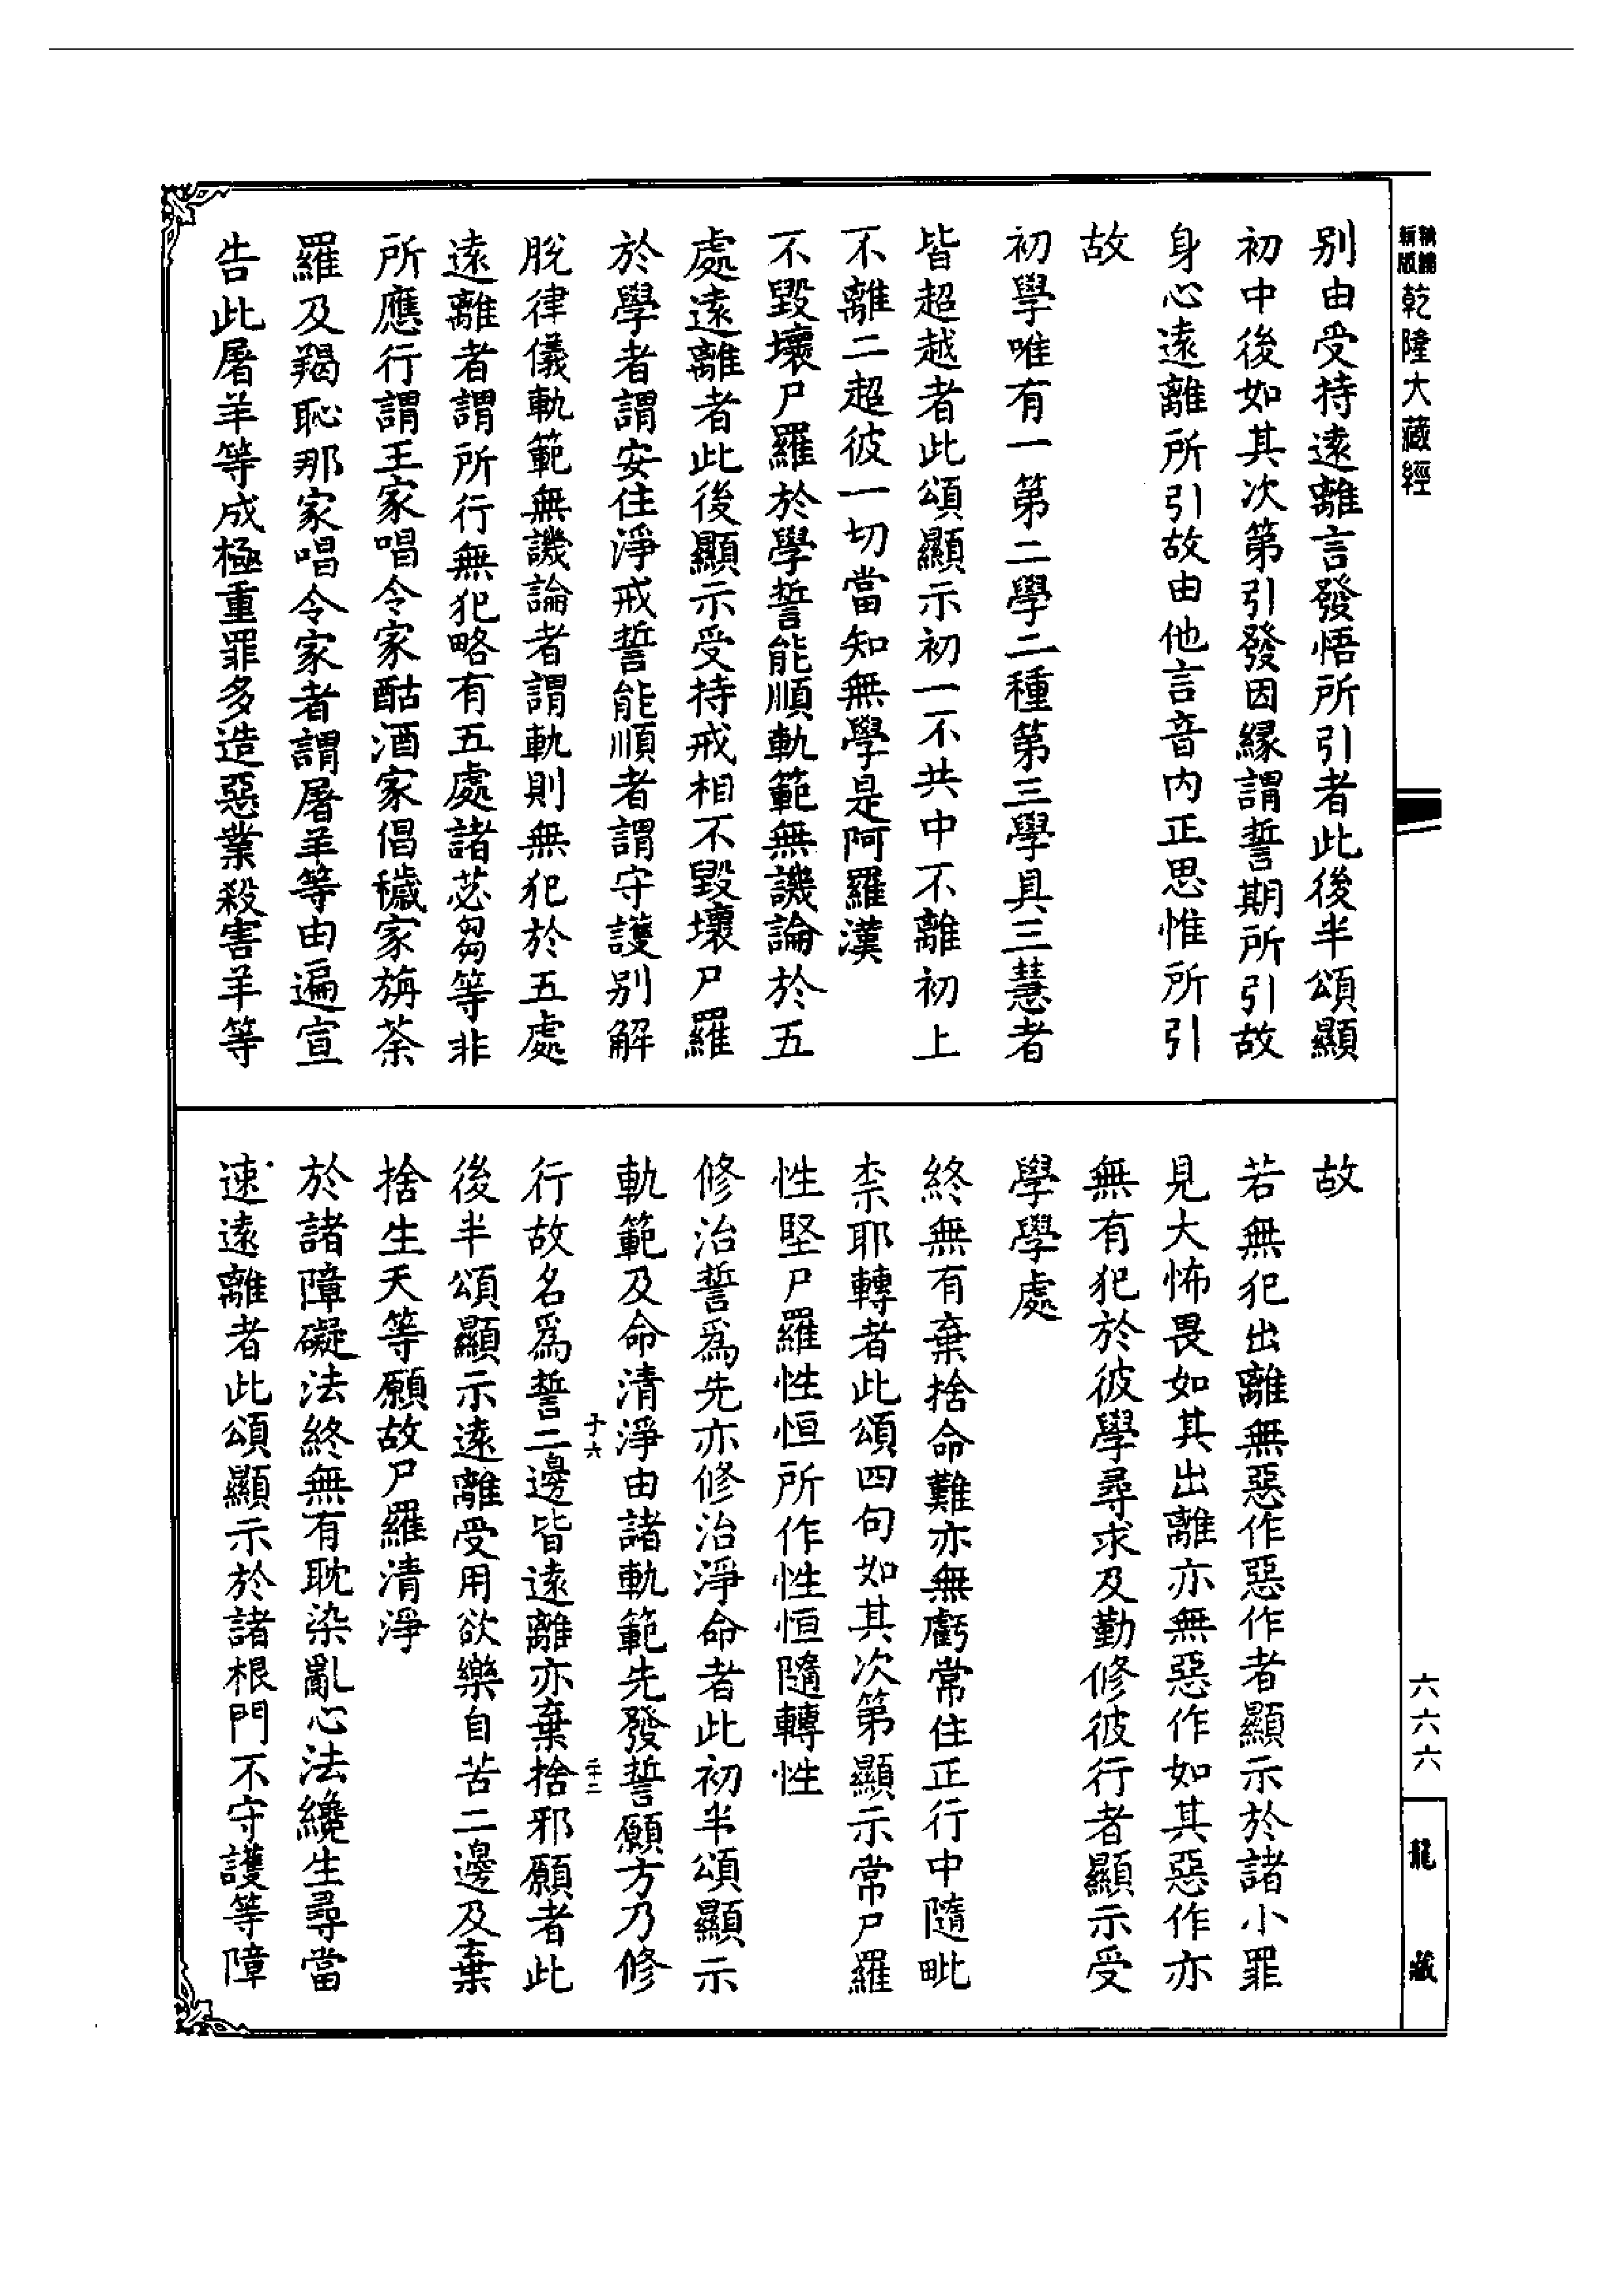 乾隆大藏經
別由受持遠離言發悟所引者此後半頌顯
初中後如其次第引發因縁謂誓期所引故
身心遠離所引故由他言音内正思惟所引
故
初學唯有一第二學二種第三學具三慧者
皆超越者此頌顯示初一不共中不離初上
不離二超彼一切當知無學是阿羅漢
不毀壞尸羅於學誓能順軌範無譏論於五
處遠離者此後顯示受持戒相不毀壞尸羅
於學者謂安住淨戒誓能順者謂守護別解
脫律儀軌範無譏論者謂軌則無犯於五處
遠離者謂所行無犯略有五處諸苾芻等非
所應行謂王家唱令家酤酒家倡穢家旃荼
羅及羯恥那家唱令家者謂屠羊等由遍宣
告此屠羊等成極重罪多造惡業殺害羊等
故
若無犯出離無惡作惡作者顯示於諸小罪
見大怖畏如其出離亦無惡作如其惡作亦
無有犯於彼學尋求及勤修彼行者顯示受
學學處
終無有棄捨命難亦無虧常住正行中隨毗
柰耶轉者此頌四句如其次第顯示常尸羅
性堅尸羅性恒所作性恒隨轉性
修治誓爲先亦修治淨命者此初半頌顯示
軌範及命清淨由諸軌範先發誓願方乃修
行故名爲誓二邊皆遠離亦棄捨邪願者此
後半頌顯示遠離受用欲樂自苦二邊及棄
捨生天等願故尸羅清淨
於諸障礙法終無有耽染亂心法纔生尋當
速遠離者此頌顯示於諸根門不守護等障
六六六
龍藏